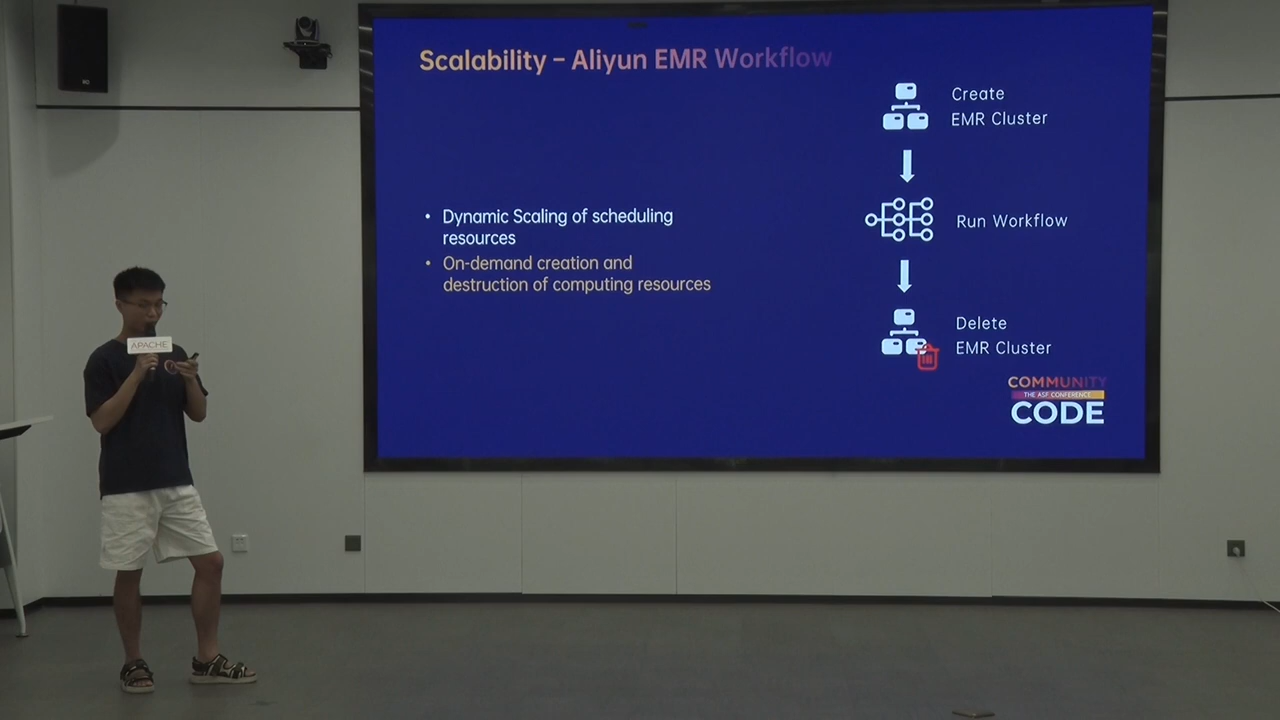 Scalability – Aliyun EMR Workflow
• Dynamic Scaling of scheduling
resources
• On-demand creation and
destruction of computing resources
Create
EMR Cluster
Run Workflow
Delete
EMR Cluster
COMMUNITY
THE ASF CONFERENCE
CODE
APACHE